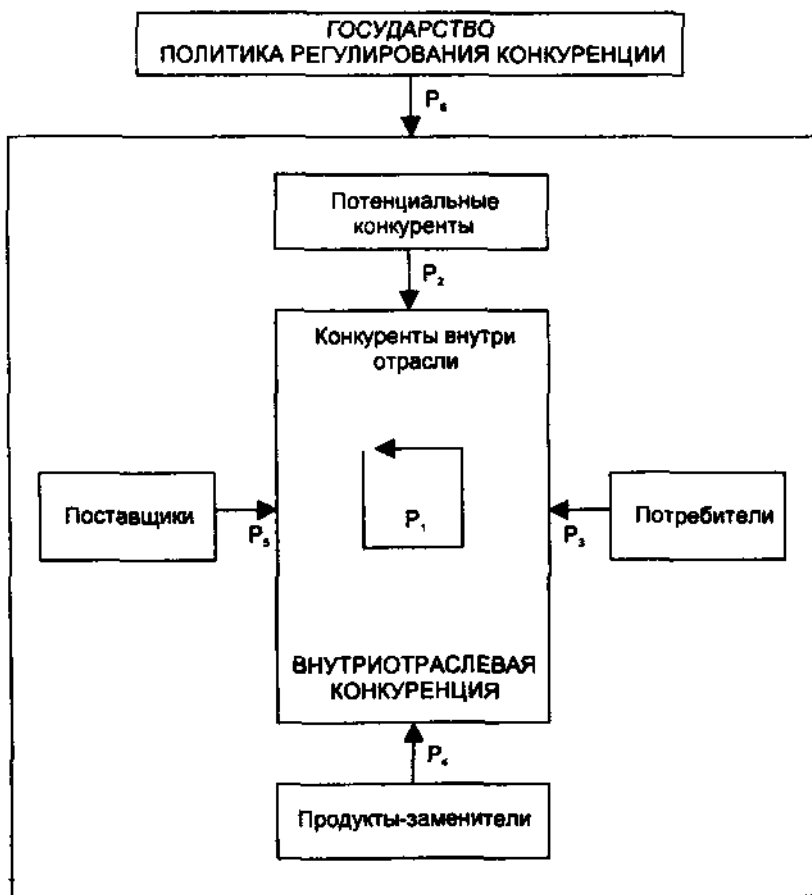 ГОСУДАРСТВО
ПОЛИТИКА РЕГУЛИРОВАНИЯ КОНКУРЕНЦИИ
P₆
Потенциальные
конкуренты
P₂
Конкуренты внутри
отрасли
Поставщики
P₅
P₁
P₃
Потребители
ВНУТРИОТРАСЛЕВАЯ
КОНКУРЕНЦИЯ
P₄
Продукты-заменители